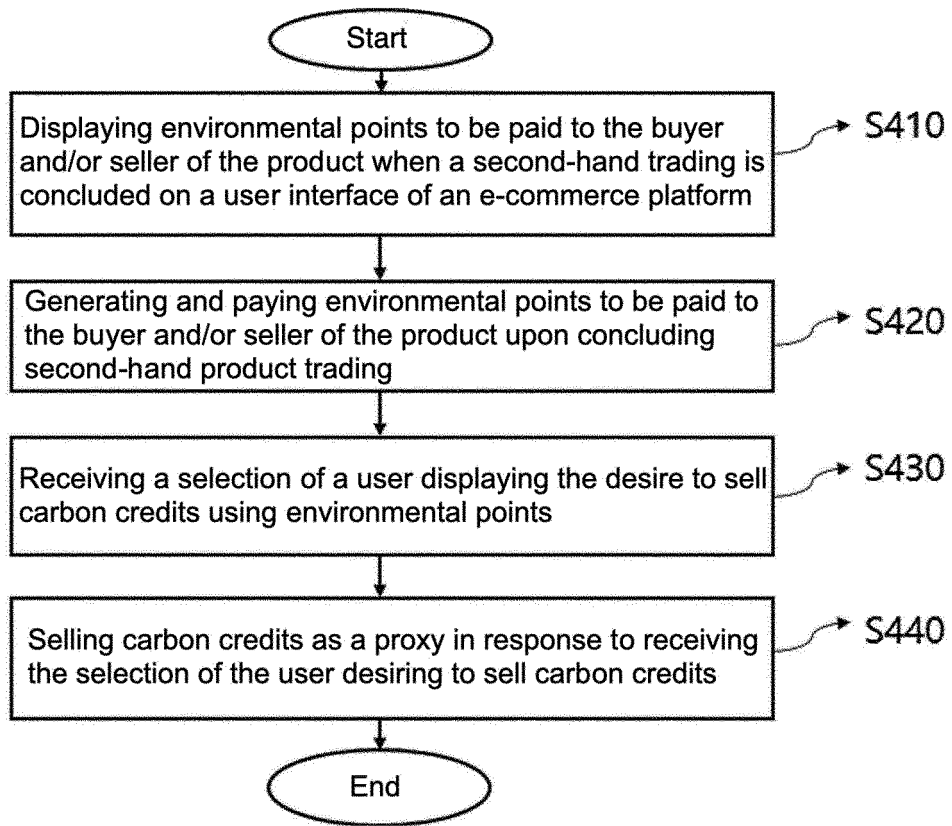 Start
Displaying environmental points to be paid to the buyer
and/or seller of the product when a second-hand trading is
concluded on a user interface of an e-commerce platform
S410
Generating and paying environmental points to be paid to
the buyer and/or seller of the product upon concluding
second-hand product trading
S420
Receiving a selection of a user displaying the desire to sell
carbon credits using environmental points
S430
Selling carbon credits as a proxy in response to receiving
the selection of the user desiring to sell carbon credits
S440
End